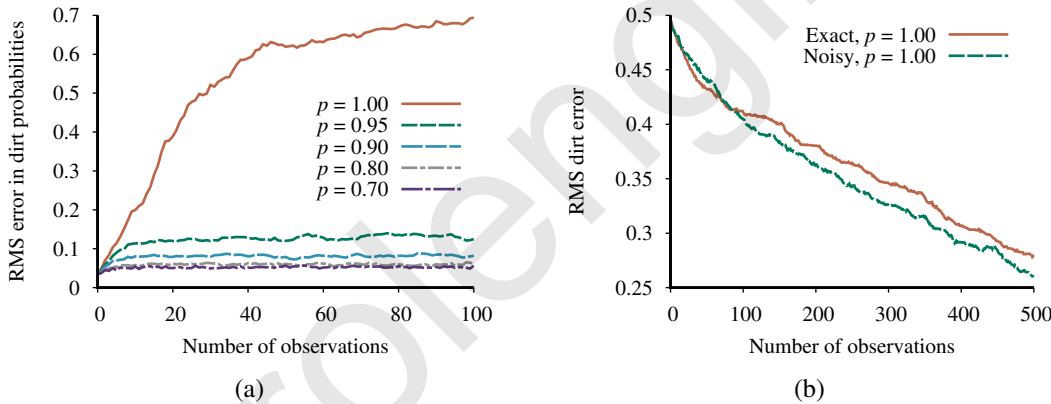 RMS error in dirt probabilities
0.7
0.6
0.5
0.4
0.3
0.2
0.1
0
p = 1.00
p = 0.95
p = 0.90
p = 0.80
p = 0.70
0 20 40 60 80 100
Number of observations
(a)
RMS dirt error
0.5
0.45
0.4
0.35
0.3
0.25
Exact, p = 1.00
Noisy, p = 1.00
0 100 200 300 400 500
Number of observations
(b)